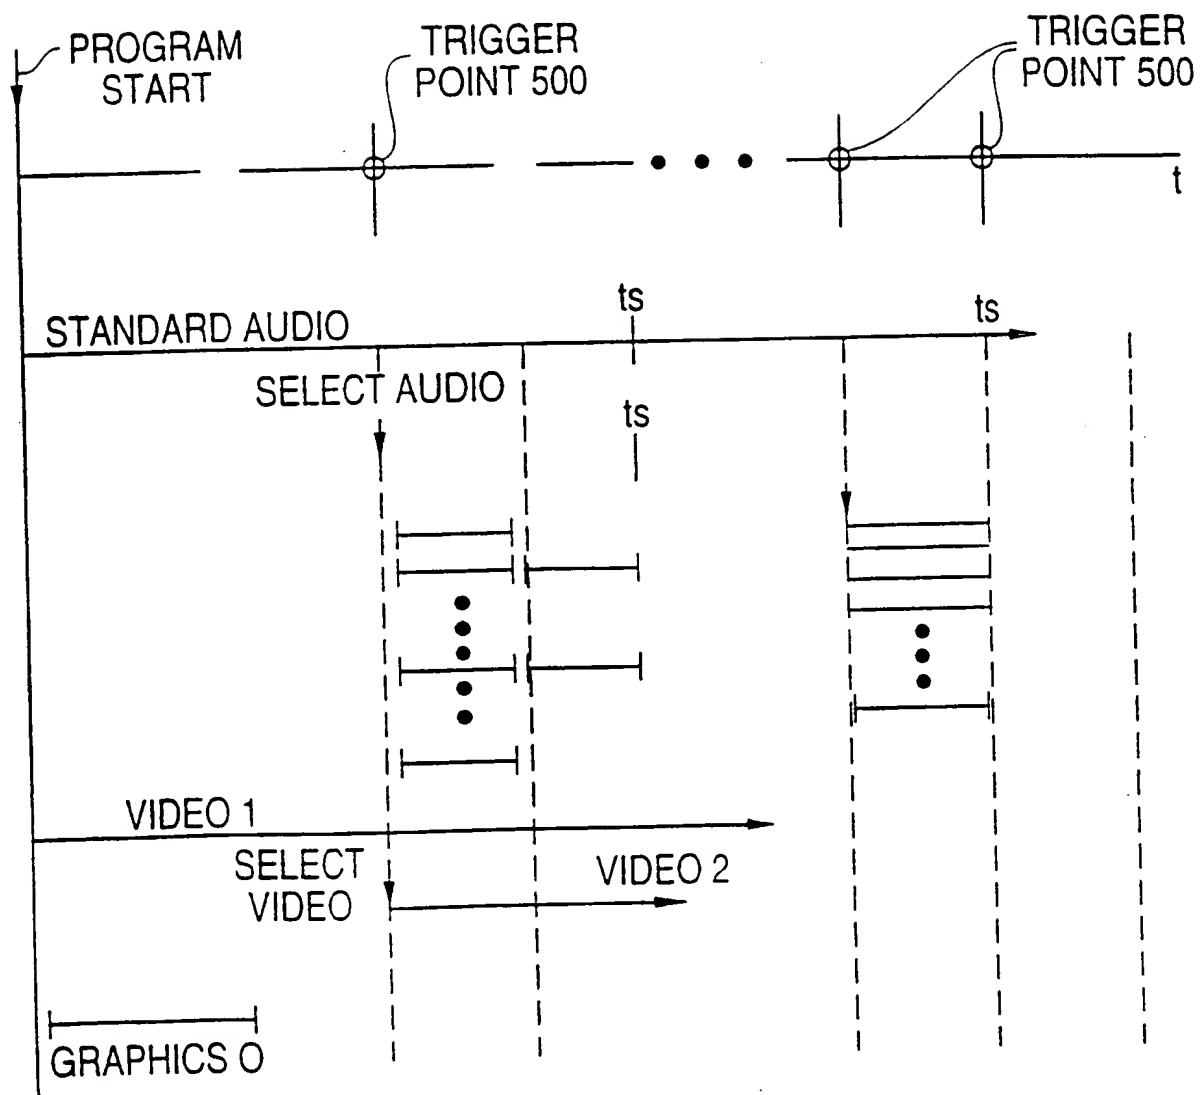 PROGRAM
START
TRIGGER
POINT 500
TRIGGER
POINT 500
t
STANDARD AUDIO
ts
ts
SELECT AUDIO
ts
VIDEO 1
SELECT
VIDEO
VIDEO 2
GRAPHICS O